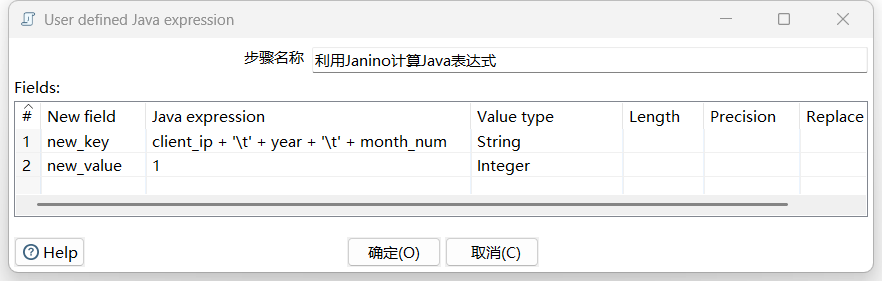 User defined Java expression
步骤名称 利用Janino计算Java表达式
Fields:
# New field Java expression Value type Length Precision Replace
1 new_key client_ip + '\t' + year + '\t' + month_num String
2 new_value 1 Integer
Help 确定(O) 取消(C)